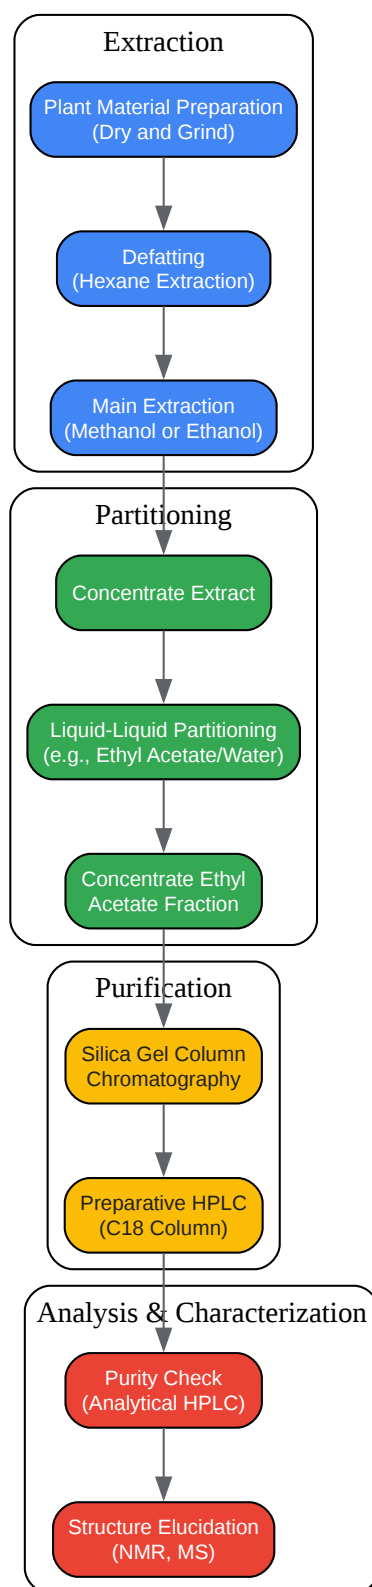 Extraction
Plant Material Preparation
(Dry and Grind)
Defatting
(Hexane Extraction)
Main Extraction
(Methanol or Ethanol)
Partitioning
Concentrate Extract
Liquid-Liquid Partitioning
(e.g., Ethyl Acetate/Water)
Concentrate Ethyl
Acetate Fraction
Purification
Silica Gel Column
Chromatography
Preparative HPLC
(C18 Column)
Analysis & Characterization
Purity Check
(Analytical HPLC)
Structure Elucidation
(NMR, MS)